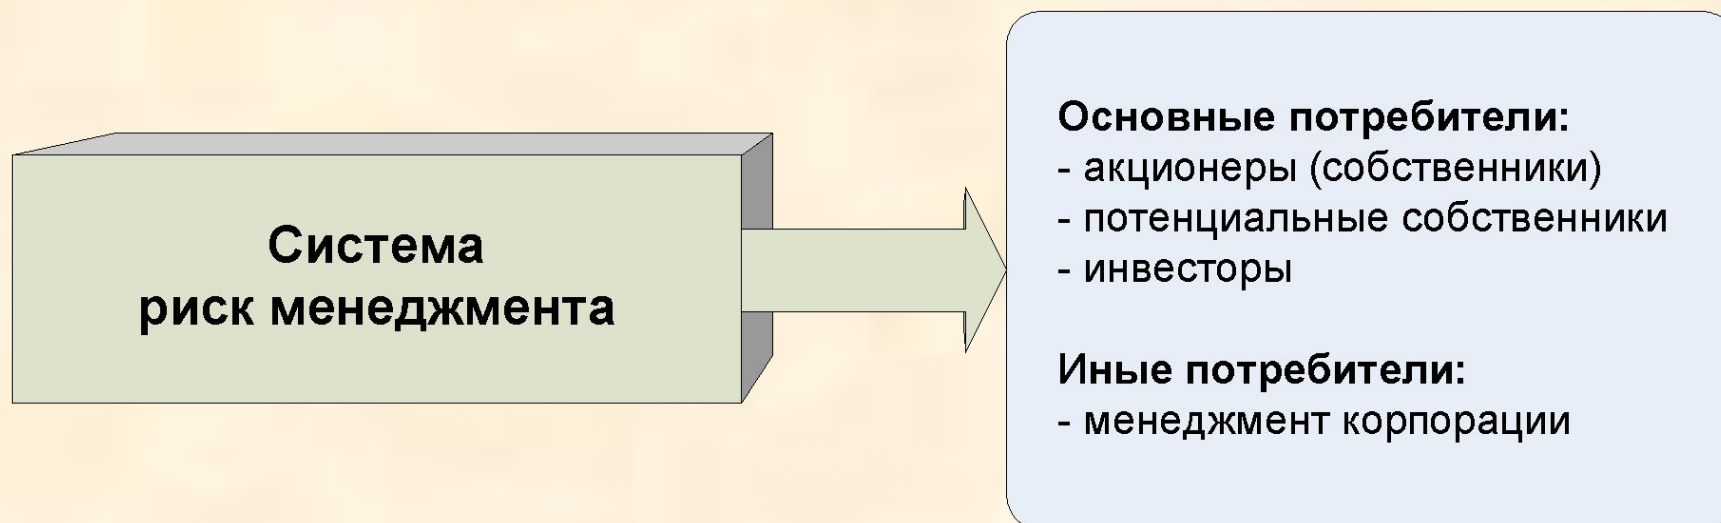 Система
риск менеджмента
Основные потребители:
- акционеры (собственники)
- потенциальные собственники
- инвесторы
Иные потребители:
- менеджмент корпорации